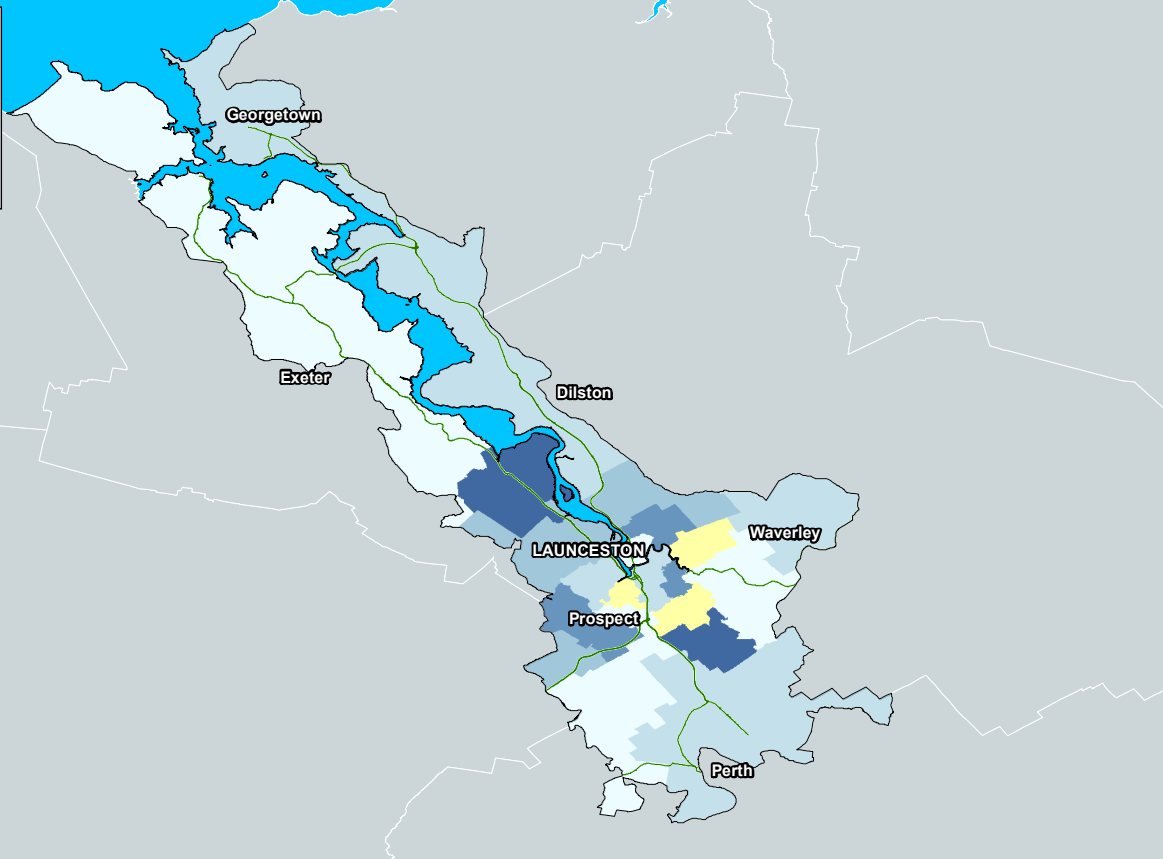 Georgetown
Exeter
Dilston
Waverley
LAUNCESTON
Prospect
Perth